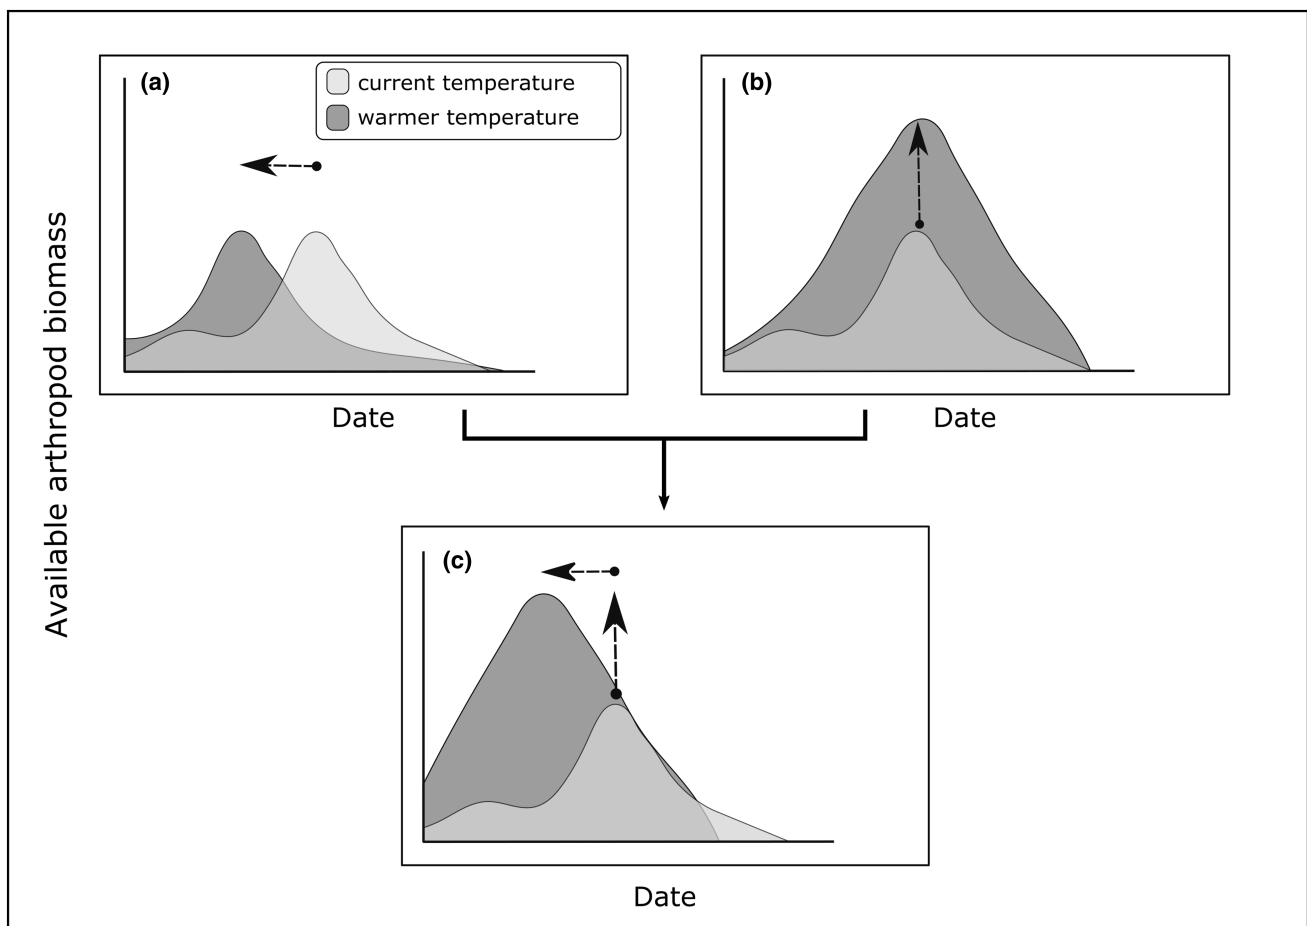 (a)
current temperature
warmer temperature
(b)
Available arthropod biomass
Date
Date
(c)
Date